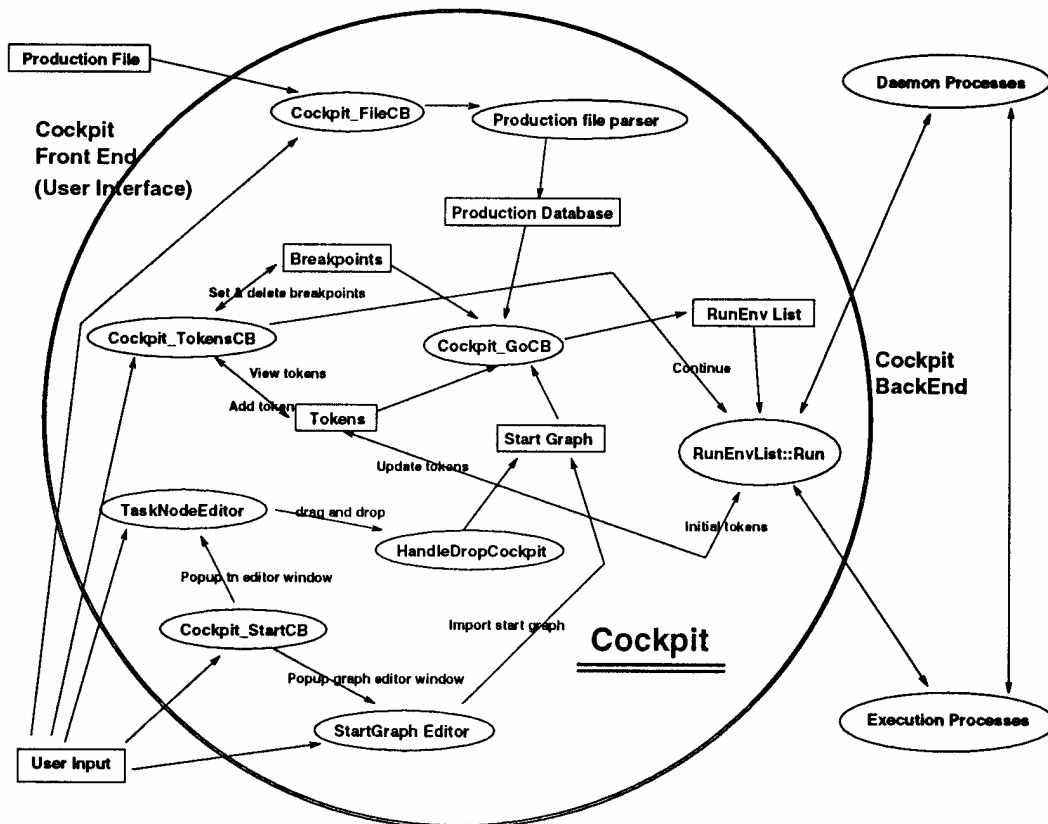 Production File
Daemon Processes
Cockpit_FileCB
Production file parser
Cockpit
Front End
(User Interface)
Production Database
Breakpoints
Set & delete breakpoints
RunEnv List
Cockpit_TokensCB
Cockpit_GoCB
Cockpit
BackEnd
View tokens
Continue
Add token
Tokens
Start Graph
RunEnvList::Run
Update tokens
TaskNodeEditor
drag and drop
Initial tokens
HandleDropCockpit
Popup tn editor window
Cockpit_StartCB
Import start graph
Cockpit
Popup graph editor window
StartGraph Editor
Execution Processes
User Input